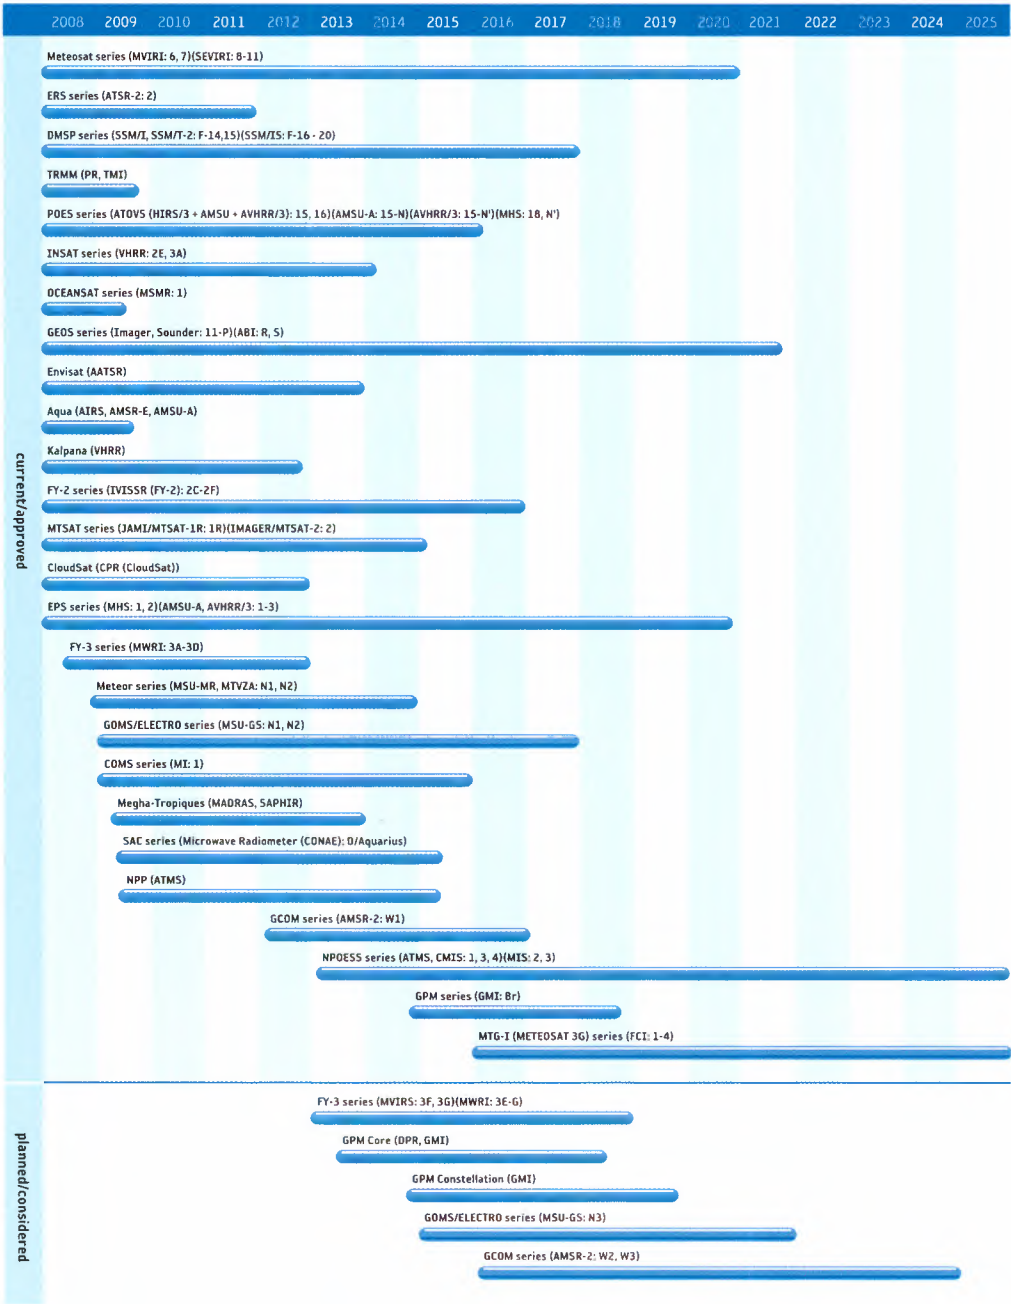 2008 2009 2010 2011 2012 2013 2014 2015 2016 2017 2018 2019 2020 2021 2022 2023 2024 2025
current/approved
Meteosat series (MVIRI: 6, 7)(SEVIRI: 8-11)
ERS series (ATSR-2: 2)
DMSP series (SSM/I, SSM/T-2: F-14,15)(SSM/IS: F-16 - 20)
TRMM (PR, TMI)
POES series (ATOVS (HIRS/3 + AMSU + AVHRR/3): 15, 16)(AMSU-A: 15-N)(AVHRR/3: 15-N')(MHS: 18, N')
INSAT series (VHRR: 2E, 3A)
OCEANSAT series (MSMR: 1)
GEOS series (Imager, Sounder: 11-P)(ABI: R, S)
Envisat (AATSR)
Aqua (AIRS, AMSR-E, AMSU-A)
Kalpana (VHRR)
FY-2 series (IVISSR (FY-2): 2C-2F)
MTSAT series (JAMI/MTSAT-1R: 1R)(IMAGER/MTSAT-2: 2)
CloudSat (CPR (CloudSat))
EPS series (MHS: 1, 2)(AMSU-A, AVHRR/3: 1-3)
FY-3 series (MWRI: 3A-3D)
Meteor series (MSU-MR, MTVZA: N1, N2)
GOMS/ELECTRO series (MSU-GS: N1, N2)
COMS series (MI: 1)
Megha-Tropiques (MADRAS, SAPHIR)
SAC series (Microwave Radiometer (CONAE): D/Aquarius)
NPP (ATMS)
GCOM series (AMSR-2: W1)
NPOESS series (ATMS, CMIS: 1, 3, 4)(MIS: 2, 3)
GPM series (GMI: Br)
MTG-I (METEOSAT 3G) series (FCI: 1-4)
planned/considered
FY-3 series (MVIRS: 3F, 3G)(MWRI: 3E-G)
GPM Core (DPR, GMI)
GPM Constellation (GMI)
GOMS/ELECTRO series (MSU-GS: N3)
GCOM series (AMSR-2: W2, W3)